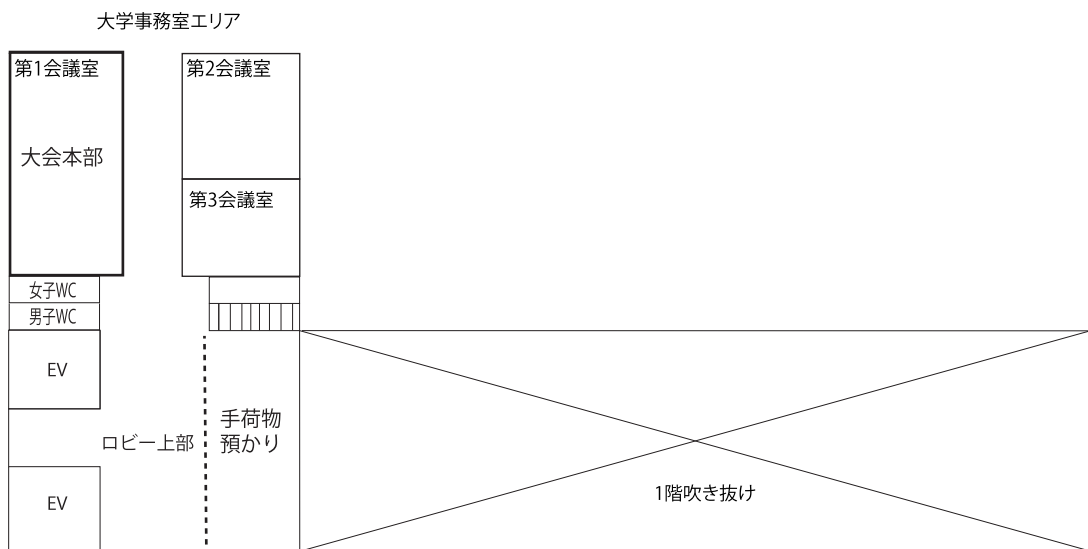 大学事務室エリア
第1会議室
大会本部
第2会議室
第3会議室
女子WC
男子WC
EV
手荷物
預かり
ロビー上部
EV
1階吹き抜け